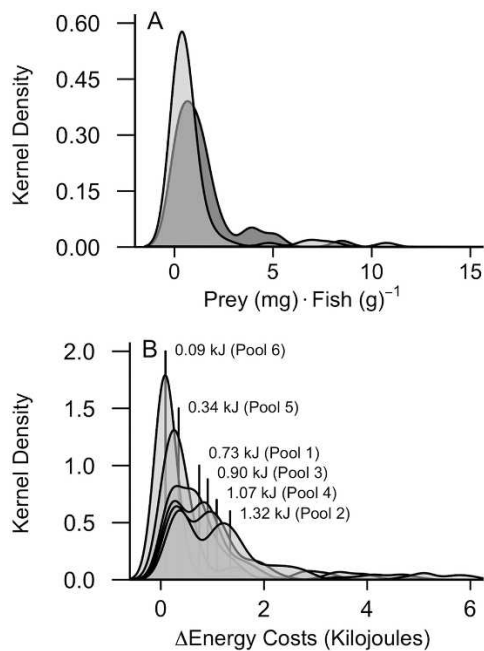 A
0.60
0.45
0.30
0.15
0.00
Kernel Density
0 5 10 15
Prey (mg) · Fish (g)⁻¹
B
2.0
1.5
1.0
0.5
0.0
Kernel Density
0.09 kJ (Pool 6)
0.34 kJ (Pool 5)
0.73 kJ (Pool 1)
0.90 kJ (Pool 3)
1.07 kJ (Pool 4)
1.32 kJ (Pool 2)
0 2 4 6
ΔEnergy Costs (Kilojoules)